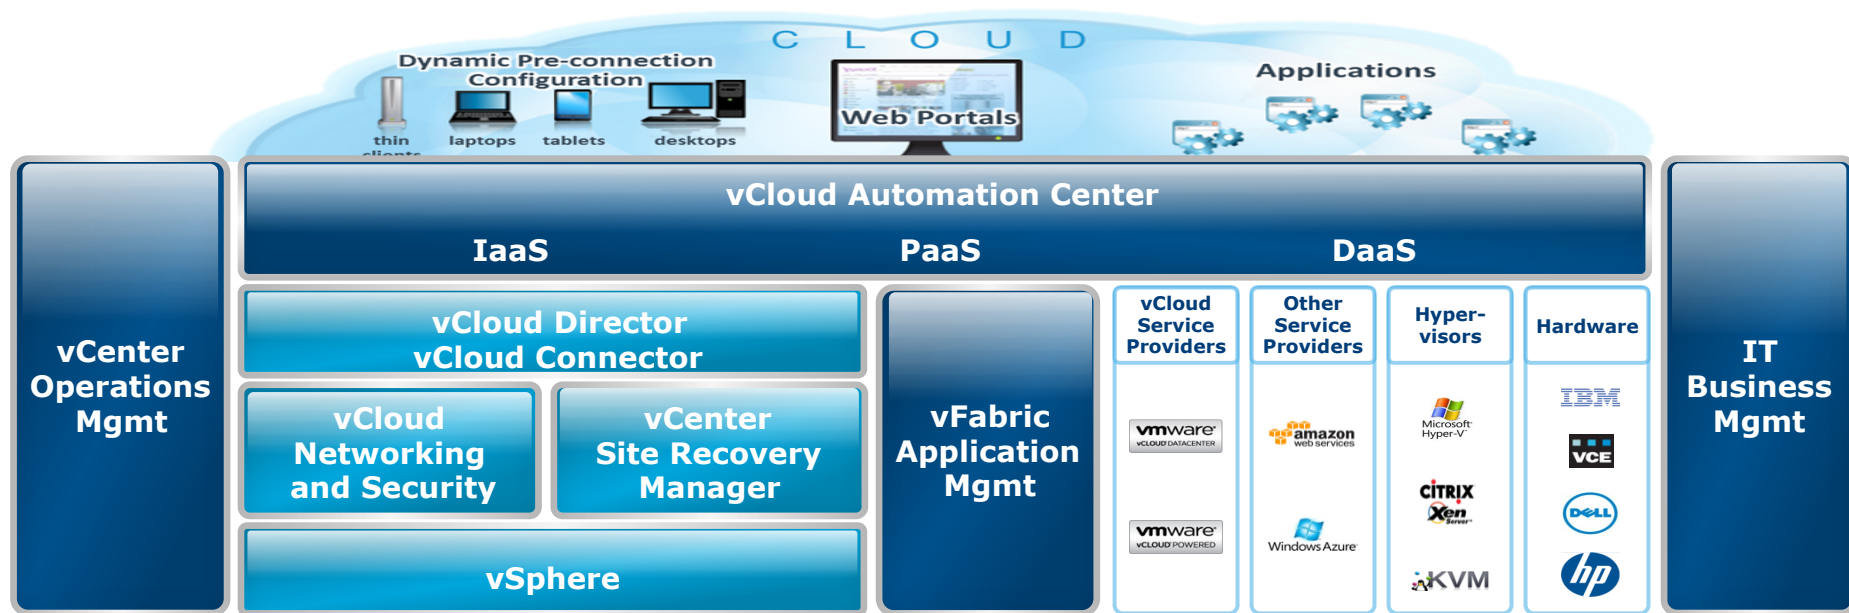 C L O U D
Dynamic Pre-connection
Configuration
thin
clients
laptops
tablets
desktops
Web Portals
Applications
vCenter
Operations
Mgmt
vCloud Automation Center
IaaS
PaaS
DaaS
vCloud Director
vCloud Connector
vCloud
Networking
and Security
vCenter
Site Recovery
Manager
vSphere
vFabric
Application
Mgmt
vCloud
Service
Providers
vmware
vCLOUD DATACENTER
vmware
vCLOUD POWERED
Other
Service
Providers
amazon
web services
Windows Azure
Hyper-
visors
Microsoft
Hyper-V
CITRIX
Xen
Server
KVM
Hardware
IBM
VCE
DELL
hp
IT
Business
Mgmt